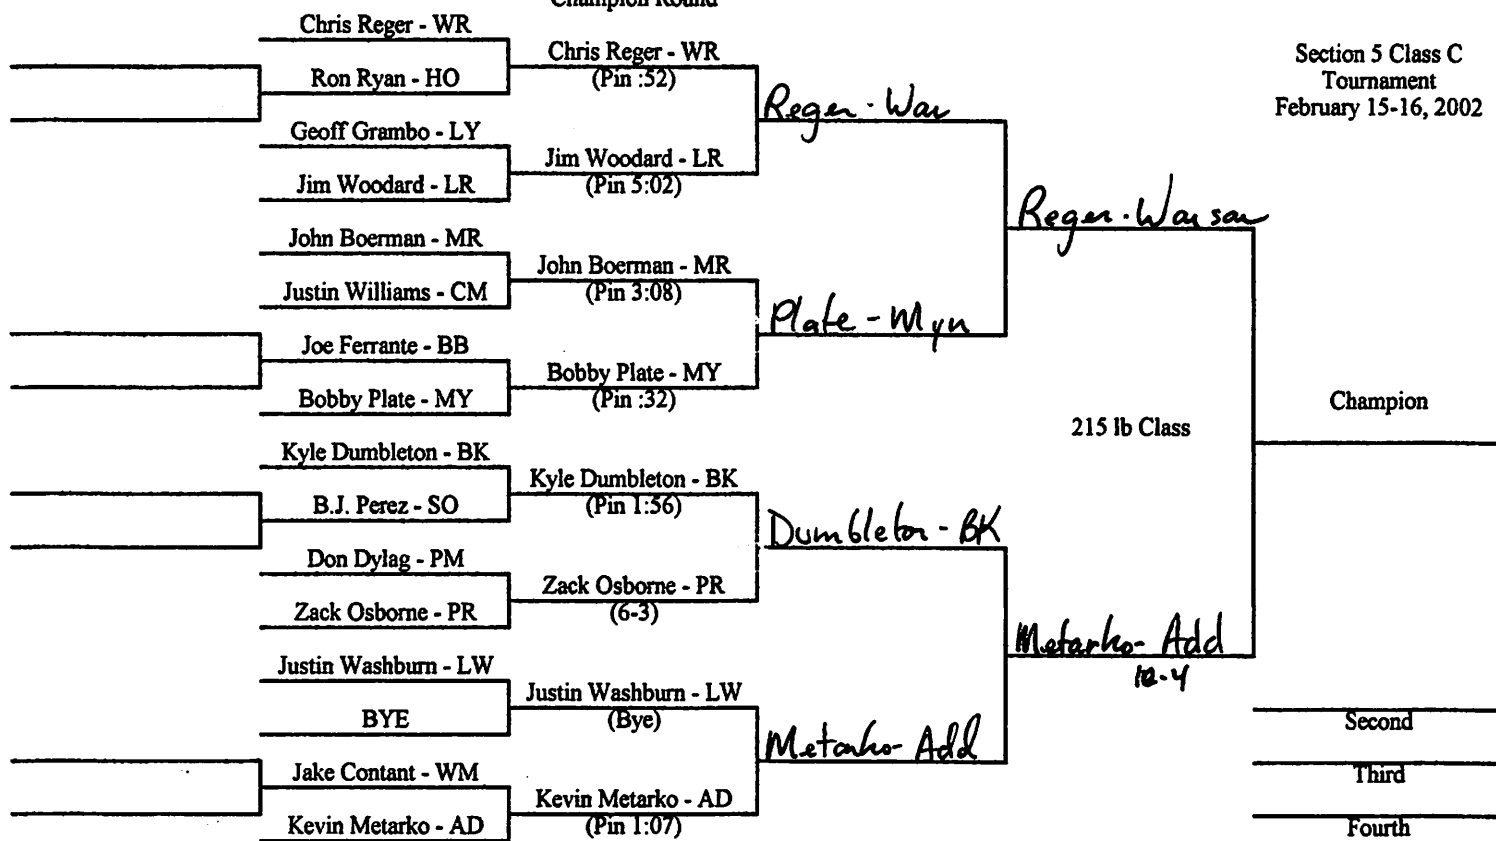 Champion Round
Chris Reger - WR
Ron Ryan - HO
Geoff Grambo - LY
Jim Woodard - LR
John Boerman - MR
Justin Williams - CM
Joe Ferrante - BB
Bobby Plate - MY
Kyle Dumbleton - BK
B.J. Perez - SO
Don Dylag - PM
Zack Osborne - PR
Justin Washburn - LW
BYE
Jake Contant - WM
Kevin Metarko - AD
Chris Reger - WR
(Pin :52)
Jim Woodard - LR
(Pin 5:02)
John Boerman - MR
(Pin 3:08)
Bobby Plate - MY
(Pin :32)
Kyle Dumbleton - BK
(Pin 1:56)
Zack Osborne - PR
(6-3)
Justin Washburn - LW
(Bye)
Kevin Metarko - AD
(Pin 1:07)
Reger - War
Plate - Myn
Dumbleton - BK
Metarko - Add
Reger - Warsaw
Metarko - Add
12-4
215 lb Class
Section 5 Class C
Tournament
February 15-16, 2002
Champion
Second
Third
Fourth